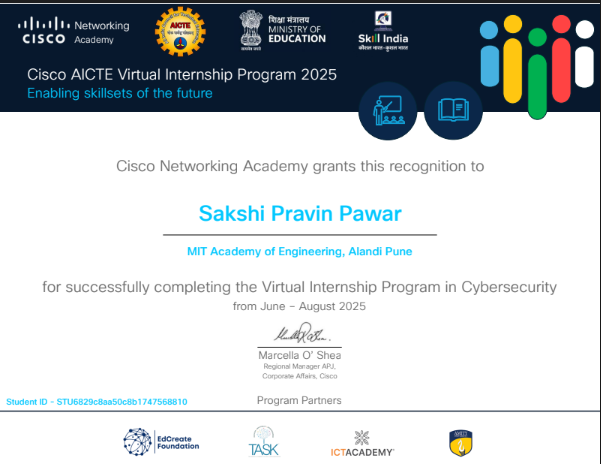 CISCO
Networking
Academy
AICTE
शिक्षा मंत्रालय
MINISTRY OF
EDUCATION
Skill India
कौशल भारत-कुशल भारत
Cisco AICTE Virtual Internship Program 2025
Enabling skillsets of the future
Cisco Networking Academy grants this recognition to
Sakshi Pravin Pawar
MIT Academy of Engineering, Alandi Pune
for successfully completing the Virtual Internship Program in Cybersecurity
from June – August 2025
Marcella O' Shea
Regional Manager APJ,
Corporate Affairs, Cisco
Student ID - STU6829c8aa50c8b1747568810
Program Partners
EdCreate
Foundation
TASK
ICTACADEMY